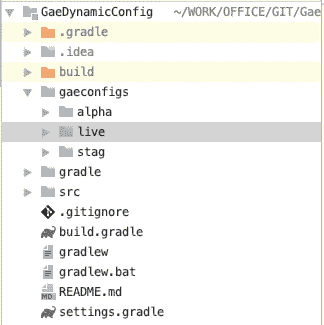 GaeDynamicConfig ~/WORK/OFFICE/GIT/Gae
.gradle
.idea
build
gaeconfigs
alpha
live
stag
gradle
src
.gitignore
build.gradle
gradlew
gradlew.bat
MD README.md
settings.gradle